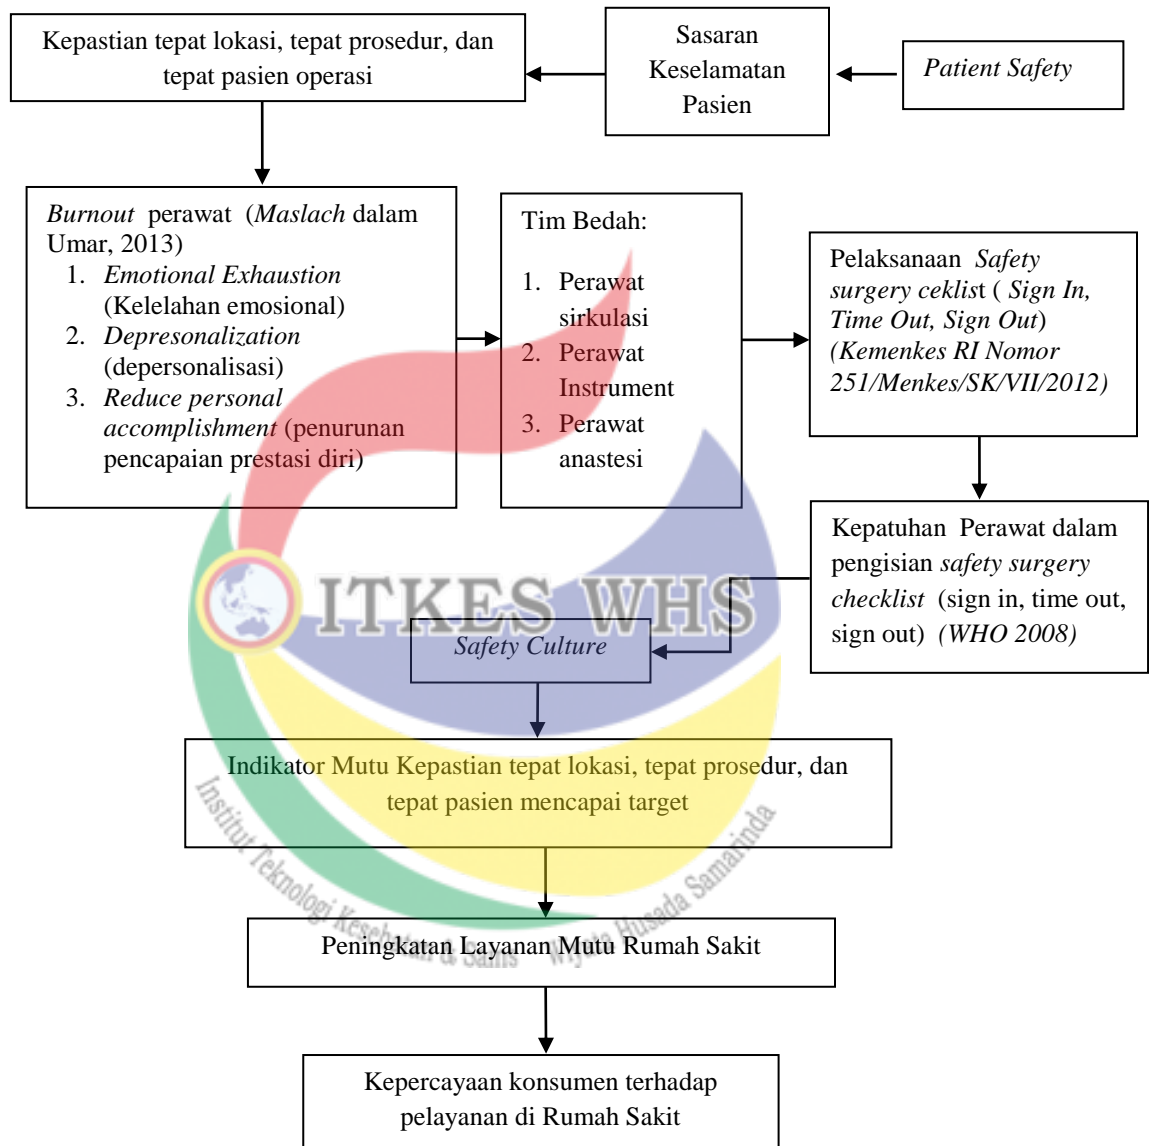 Kepastian tepat lokasi, tepat prosedur, dan
tepat pasien operasi
Sasaran
Keselamatan
Pasien
Patient Safety
Burnout perawat (Maslach dalam
Umar, 2013)
1. Emotional Exhaustion
(Kelelahan emosional)
2. Depresonalization
(depersonalisasi)
3. Reduce personal
accomplishment (penurunan
pencapaian prestasi diri)
Tim Bedah:
1. Perawat
sirkulasi
2. Perawat
Instrument
3. Perawat
anastesi
Pelaksanaan Safety
surgery ceklist ( Sign In,
Time Out, Sign Out)
(Kemenkes RI Nomor
251/Menkes/SK/VII/2012)
Kepatuhan Perawat dalam
pengisian safety surgery
checklist (sign in, time out,
sign out) (WHO 2008)
ITKES WHS
Safety Culture
Indikator Mutu Kepastian tepat lokasi, tepat prosedur, dan
tepat pasien mencapai target
Institut Teknologi Kesehatan & Sains Wiyata Husada Samarinda
Peningkatan Layanan Mutu Rumah Sakit
Kepercayaan konsumen terhadap
pelayanan di Rumah Sakit